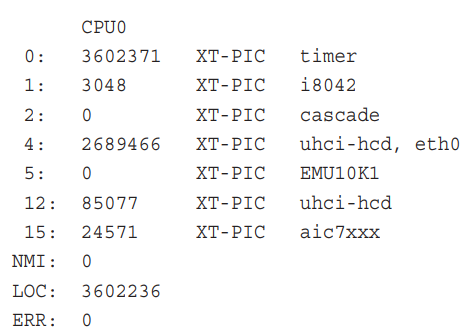 CPU0
0: 3602371 XT-PIC timer
1: 3048 XT-PIC i8042
2: 0 XT-PIC cascade
4: 2689466 XT-PIC uhci-hcd, eth0
5: 0 XT-PIC EMU10K1
12: 85077 XT-PIC uhci-hcd
15: 24571 XT-PIC aic7xxx
NMI: 0
LOC: 3602236
ERR: 0